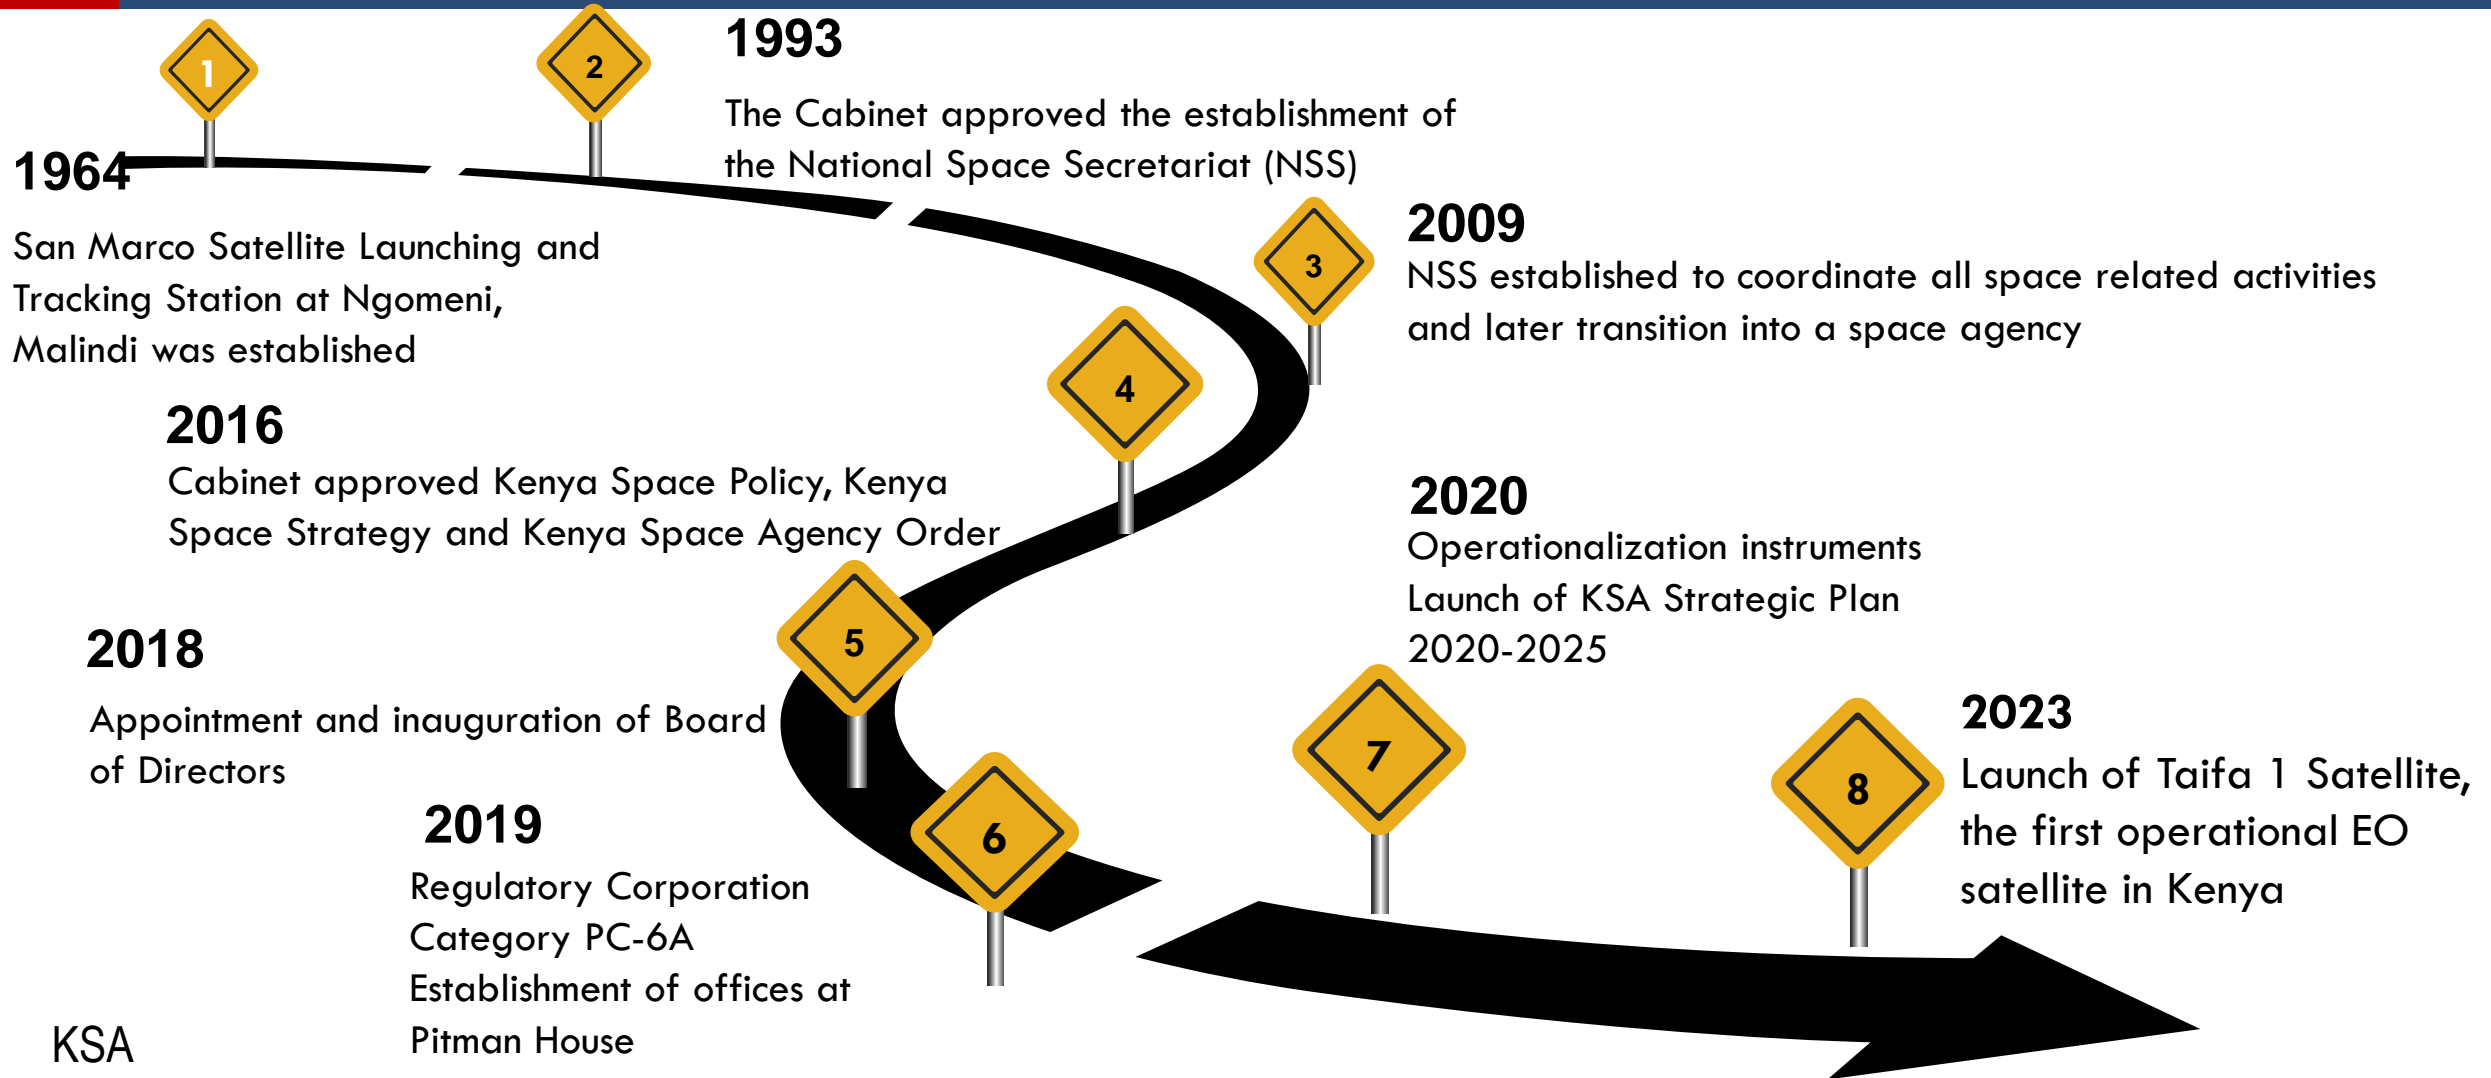 1
1964
San Marco Satellite Launching and
Tracking Station at Ngomeni,
Malindi was established
2
1993
The Cabinet approved the establishment of
the National Space Secretariat (NSS)
3
2009
NSS established to coordinate all space related activities
and later transition into a space agency
4
2016
Cabinet approved Kenya Space Policy, Kenya
Space Strategy and Kenya Space Agency Order
5
2018
Appointment and inauguration of Board
of Directors
6
2019
Regulatory Corporation
Category PC-6A
Establishment of offices at
Pitman House
7
2020
Operationalization instruments
Launch of KSA Strategic Plan
2020-2025
8
2023
Launch of Taifa 1 Satellite,
the first operational EO
satellite in Kenya
KSA